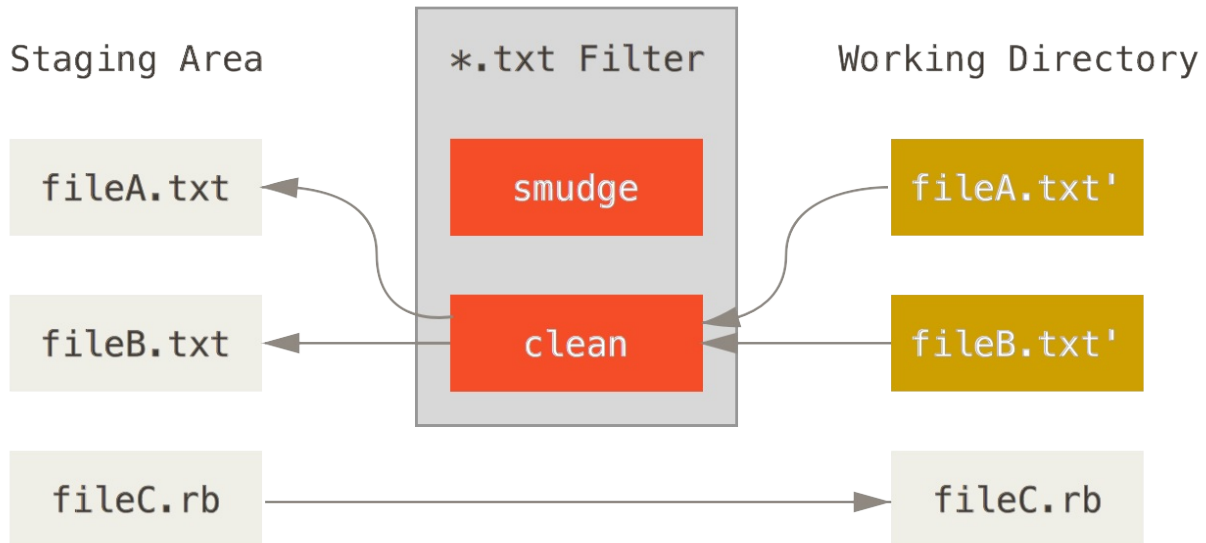 Staging Area
*.txt Filter
Working Directory
fileA.txt
smudge
fileA.txt'
fileB.txt
clean
fileB.txt'
fileC.rb
fileC.rb